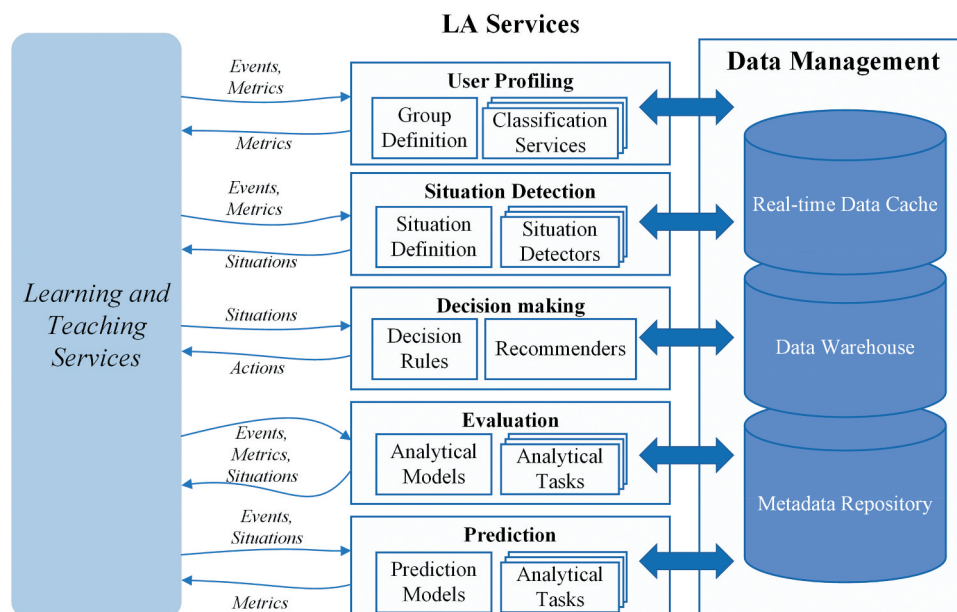 LA Services
Learning and
Teaching
Services
Events,
Metrics
Metrics
User Profiling
Group
Definition
Classification
Services
Events,
Metrics
Situations
Situation Detection
Situation
Definition
Situation
Detectors
Situations
Actions
Decision making
Decision
Rules
Recommenders
Events,
Metrics,
Situations
Evaluation
Analytical
Models
Analytical
Tasks
Events,
Situations
Metrics
Prediction
Prediction
Models
Analytical
Tasks
Data Management
Real-time Data Cache
Data Warehouse
Metadata Repository